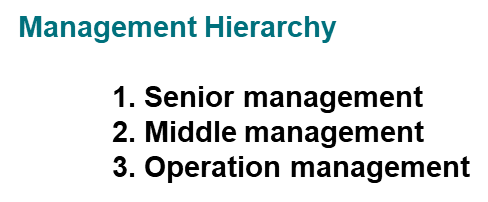 Management Hierarchy
1. Senior management
2. Middle management
3. Operation management